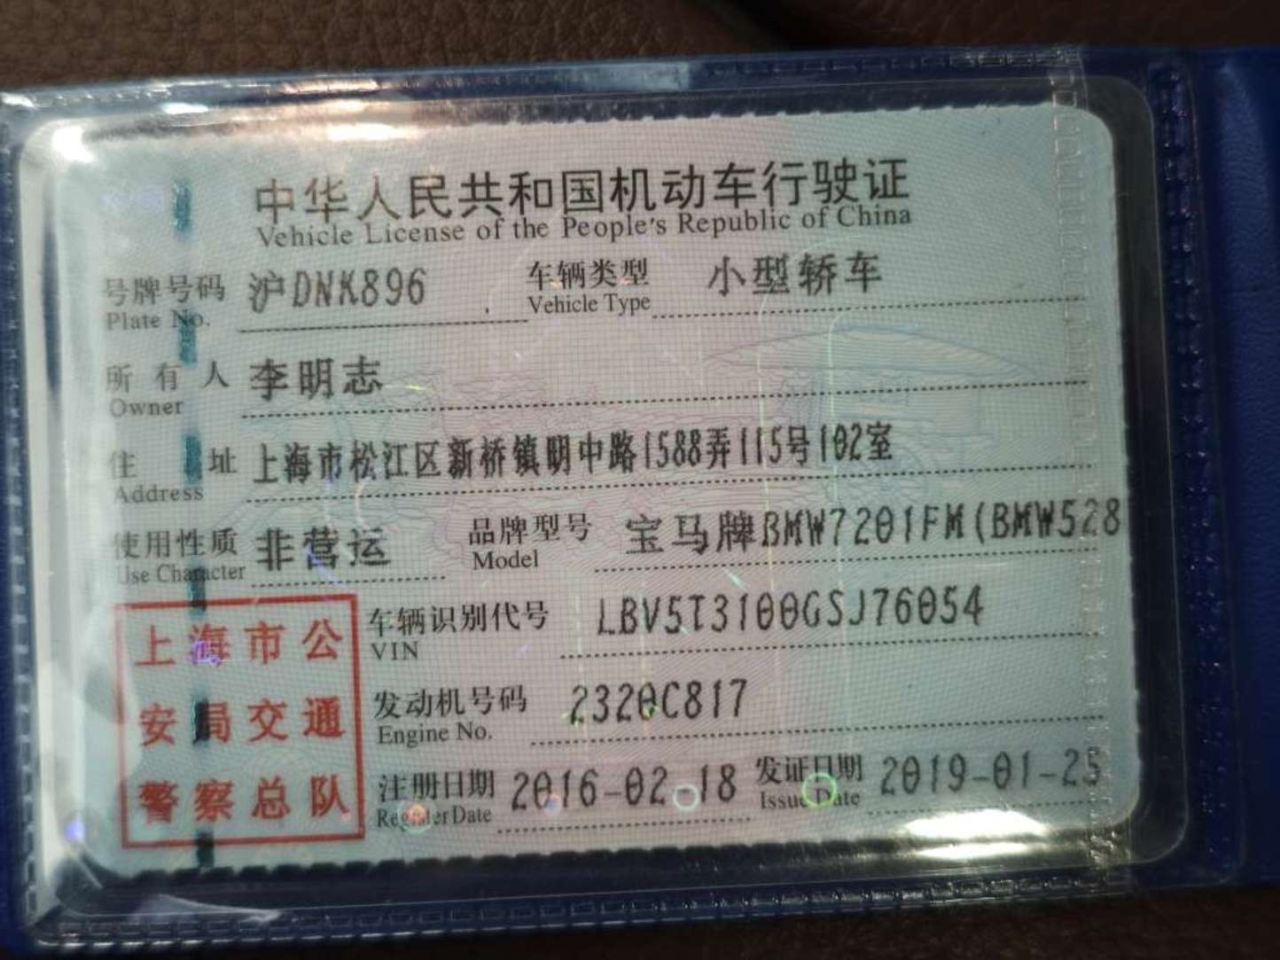 中华人民共和国机动车行驶证
Vehicle License of the People's Republic of China
号牌号码 沪DNK896 车辆类型 小型轿车
Plate No. Vehicle Type
所有人 李明志
Owner
住址 上海市松江区新桥镇明中路1588弄115号102室
Address
使用性质 非营运 品牌型号 宝马牌BMW7201FM(BMW528
Use Character Model
车辆识别代号 LBV5T3100GSJ76054
VIN
发动机号码 2320C817
Engine No.
注册日期 2016-02-18 发证日期 2019-01-25
Register Date Issue Date
上海市公
安局交通
警察总队